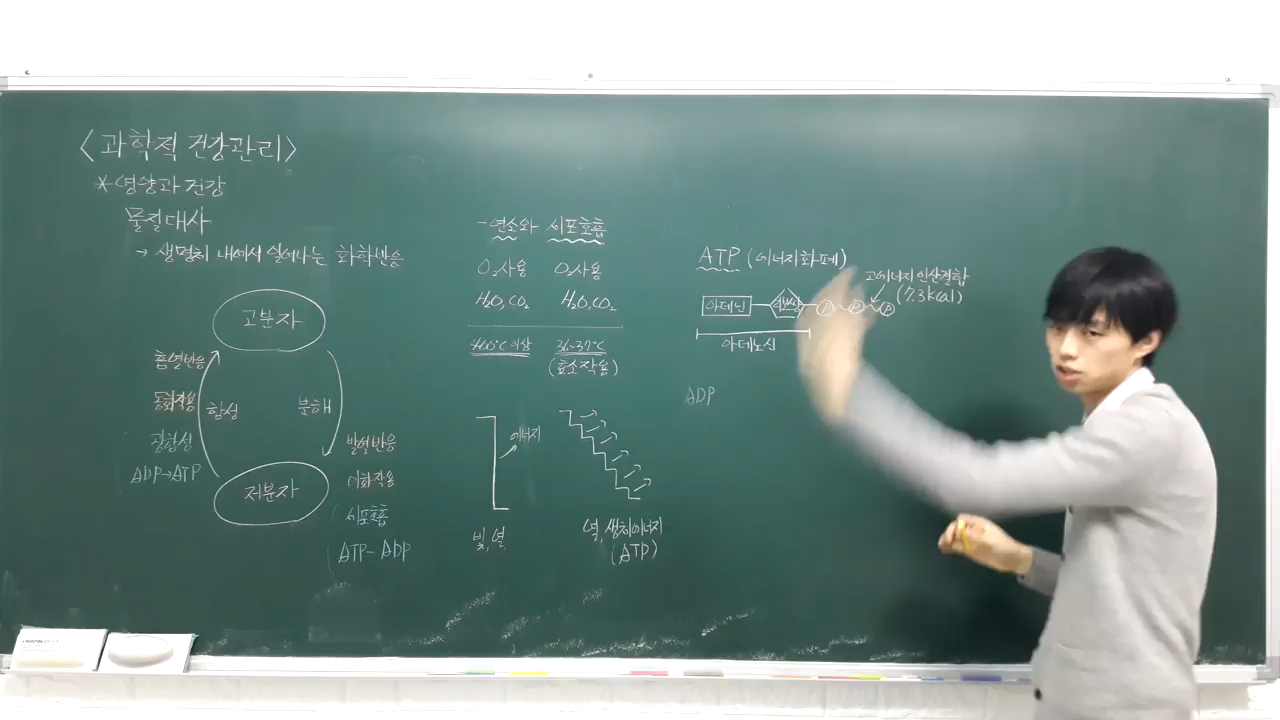 <과학적 건강관리>
* 영양과 건강
물질대사
→ 생명체 내에서 일어나는 화학반응
고분자
흡열반응
동화작용
합성
분해
광합성
ADP→ATP
저분자
발열반응
이화작용
세포호흡
ATP-ADP
- 연소와 세포호흡
O₂사용 O₂사용
H₂O,CO₂ H₂O,CO₂
400°C 이상 36-37°C
(효소작용)
에너지
빛,열
열,생체에너지
(ATP)
ATP (에너지화폐)
고에너지 인산결합
(7.3kcal)
아데닌 리보당 P P P
아데노신
ADP